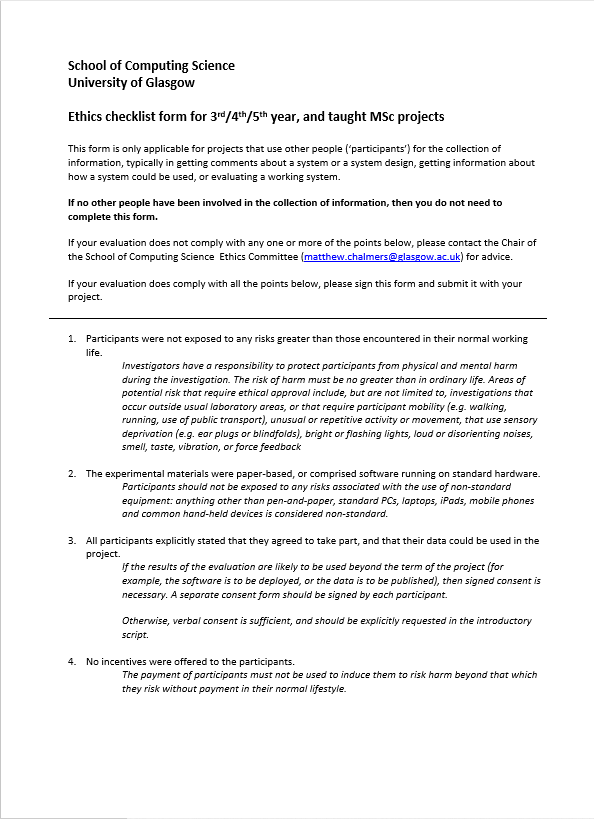 School of Computing Science
University of Glasgow
Ethics checklist form for 3rd/4th/5th year, and taught MSc projects
This form is only applicable for projects that use other people (‘participants’) for the collection of
information, typically in getting comments about a system or a system design, getting information about
how a system could be used, or evaluating a working system.
If no other people have been involved in the collection of information, then you do not need to
complete this form.
If your evaluation does not comply with any one or more of the points below, please contact the Chair of
the School of Computing Science  Ethics Committee (matthew.chalmers@glasgow.ac.uk) for advice.
If your evaluation does comply with all the points below, please sign this form and submit it with your
project.
1. Participants were not exposed to any risks greater than those encountered in their normal working
life.
Investigators have a responsibility to protect participants from physical and mental harm
during the investigation. The risk of harm must be no greater than in ordinary life. Areas of
potential risk that require ethical approval include, but are not limited to, investigations that
occur outside usual laboratory areas, or that require participant mobility (e.g. walking,
running, use of public transport), unusual or repetitive activity or movement, that use sensory
deprivation (e.g. ear plugs or blindfolds), bright or flashing lights, loud or disorienting noises,
smell, taste, vibration, or force feedback
2. The experimental materials were paper-based, or comprised software running on standard hardware.
Participants should not be exposed to any risks associated with the use of non-standard
equipment: anything other than pen-and-paper, standard PCs, laptops, iPads, mobile phones
and common hand-held devices is considered non-standard.
3. All participants explicitly stated that they agreed to take part, and that their data could be used in the
project.
If the results of the evaluation are likely to be used beyond the term of the project (for
example, the software is to be deployed, or the data is to be published), then signed consent is
necessary. A separate consent form should be signed by each participant.
Otherwise, verbal consent is sufficient, and should be explicitly requested in the introductory
script.
4. No incentives were offered to the participants.
The payment of participants must not be used to induce them to risk harm beyond that which
they risk without payment in their normal lifestyle.